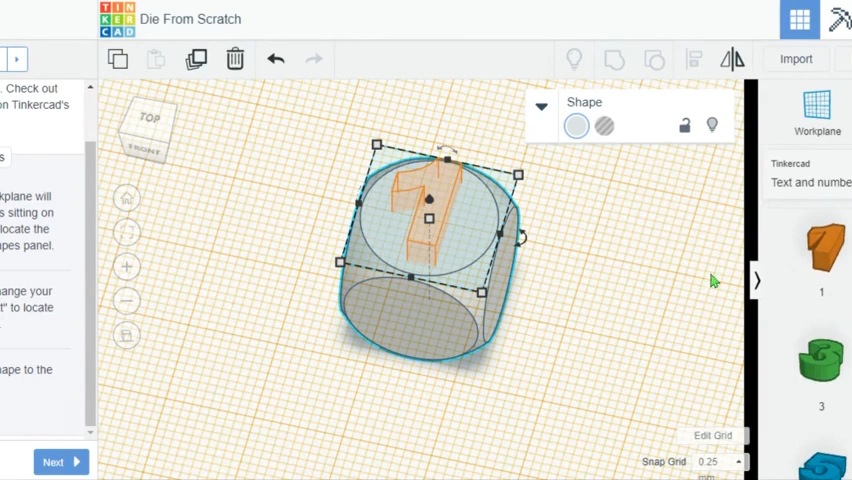 TIN
KER
CAD
Die From Scratch
Import
. Check out
on Tinkercad's
s
kplane will
s sitting on
locate the
apes panel.
hange your
t" to locate
.
hape to the
Next
TOP
FRONT
Shape
Workplane
Tinkercad
Text and numbe
1
3
Edit Grid
Snap Grid 0.25
mm